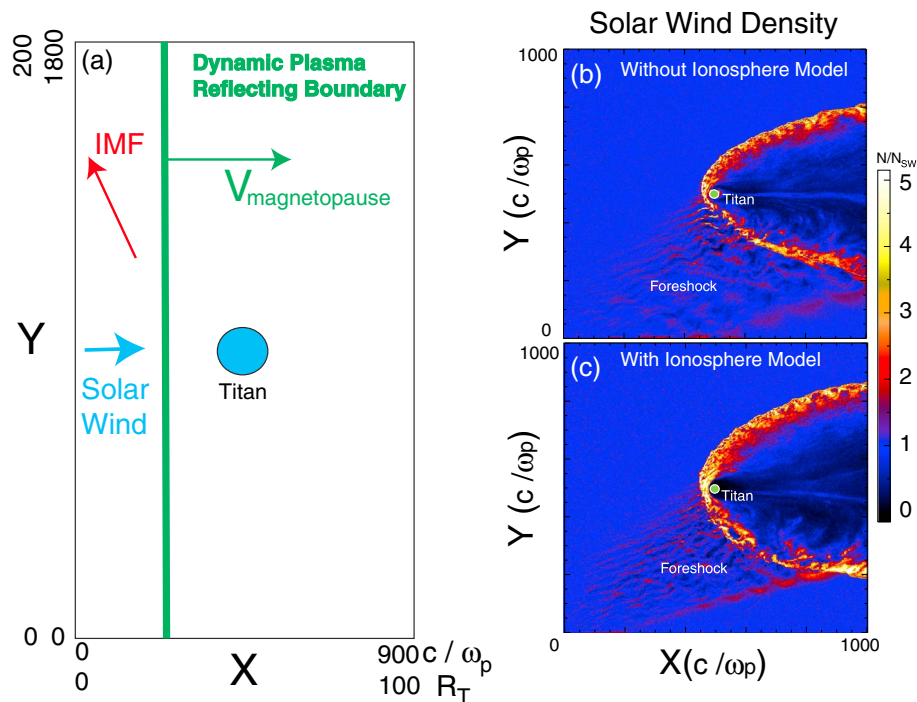 Solar Wind Density
(a)
200
1800
Dynamic Plasma
Reflecting Boundary
IMF
Vmagnetopause
Y
Solar
Wind
Titan
0 0
0
0
X
900 c / ωp
100 RT
1000
(b)
Without Ionosphere Model
Y (c / ωp)
Titan
Foreshock
0
1000
(c)
With Ionosphere Model
Y (c / ωp)
Titan
Foreshock
0
0
X(c / ωp)
1000
N/NSW
5
4
3
2
1
0